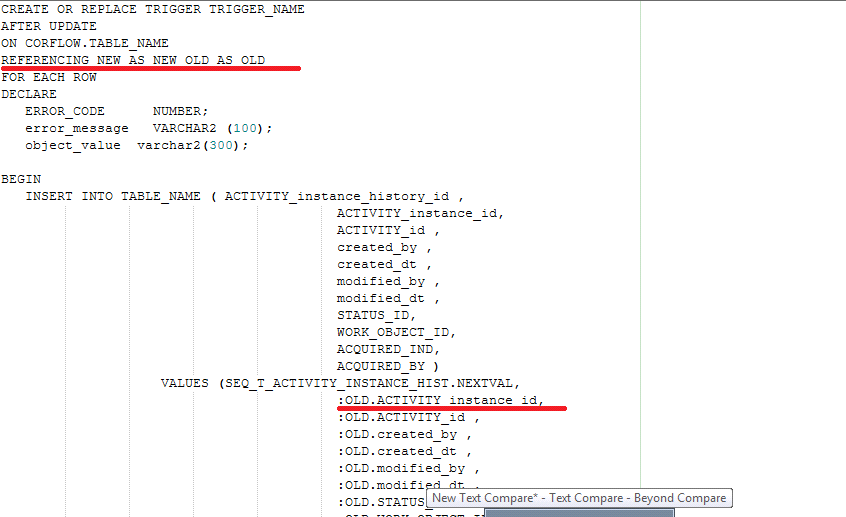 CREATE OR REPLACE TRIGGER TRIGGER_NAME
AFTER UPDATE
ON CORFLOW.TABLE_NAME
REFERENCING NEW AS NEW OLD AS OLD
FOR EACH ROW
DECLARE
ERROR_CODE NUMBER;
error_message VARCHAR2 (100);
object_value varchar2(300);
BEGIN
INSERT INTO TABLE_NAME ( ACTIVITY_instance_history_id ,
ACTIVITY_instance_id,
ACTIVITY_id ,
created_by ,
created_dt ,
modified_by ,
modified_dt ,
STATUS_ID,
WORK_OBJECT_ID,
ACQUIRED_IND,
ACQUIRED_BY )
VALUES (SEQ_T_ACTIVITY_INSTANCE_HIST.NEXTVAL,
:OLD.ACTIVITY_instance_id,
:OLD.ACTIVITY_id ,
:OLD.created_by ,
:OLD.created_dt ,
:OLD.modified_by ,
:OLD.modified_dt ,
:OLD.STATUS
New Text Compare* - Text Compare - Beyond Compare